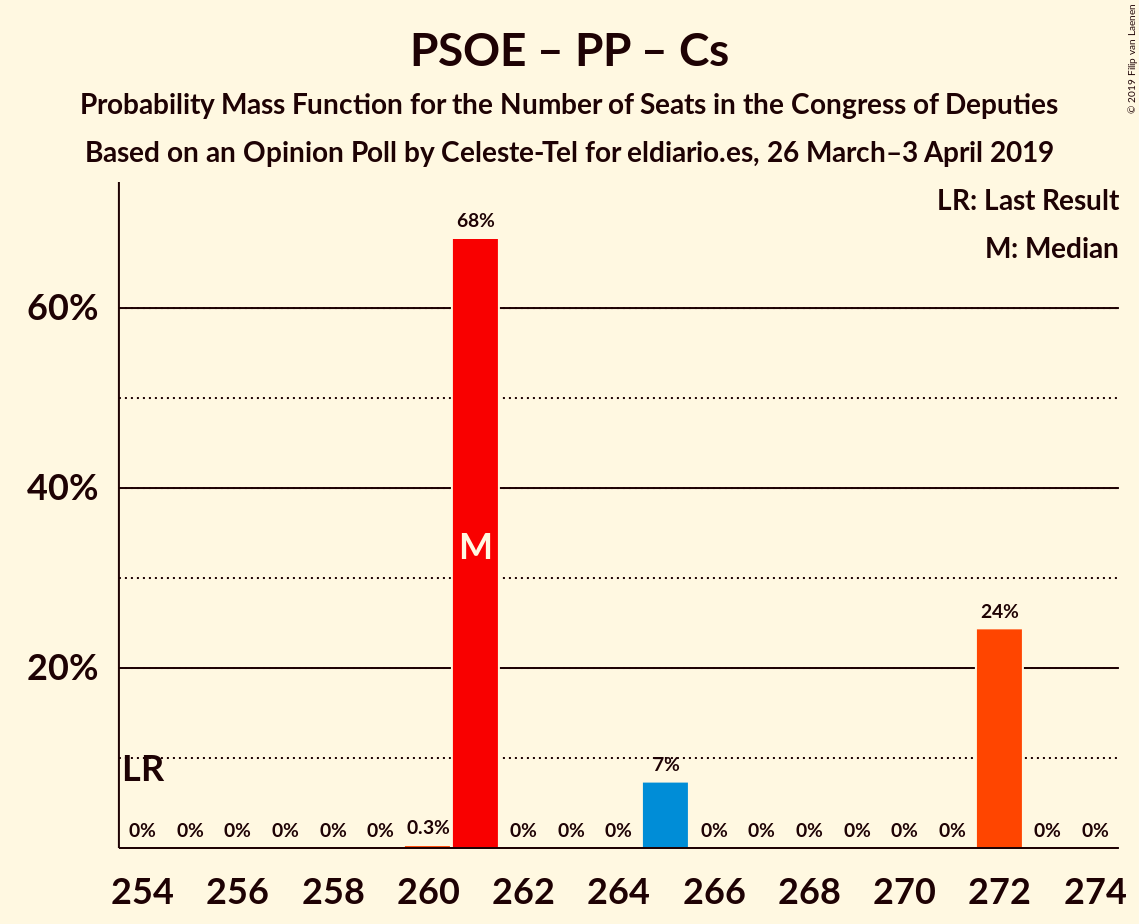 PSOE – PP – Cs
Probability Mass Function for the Number of Seats in the Congress of Deputies
Based on an Opinion Poll by Celeste-Tel for eldiario.es, 26 March–3 April 2019
© 2019 Filip van Laenen
LR: Last Result
M: Median
68%
60%
40%
M
24%
20%
LR
7%
0% 0% 0% 0% 0% 0% 0.3% 0% 0% 0% 0% 0% 0% 0% 0% 0% 0% 0% 0%
254 256 258 260 262 264 266 268 270 272 274